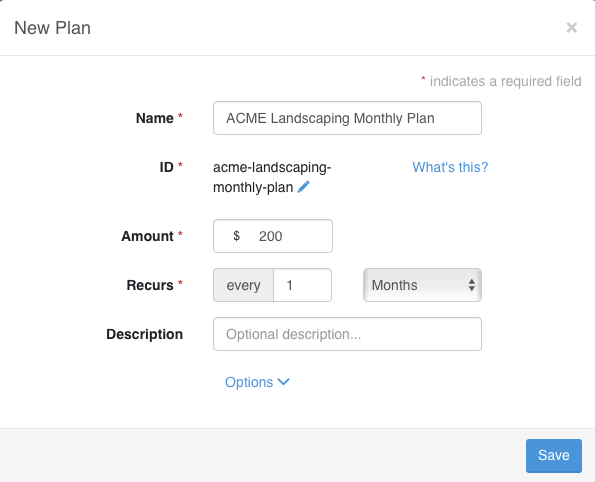 New Plan ×
* indicates a required field
Name * ACME Landscaping Monthly Plan
ID * acme-landscaping- What's this?
monthly-plan
Amount * $ 200
Recurs * every 1 Months
Description Optional description...
Options
Save